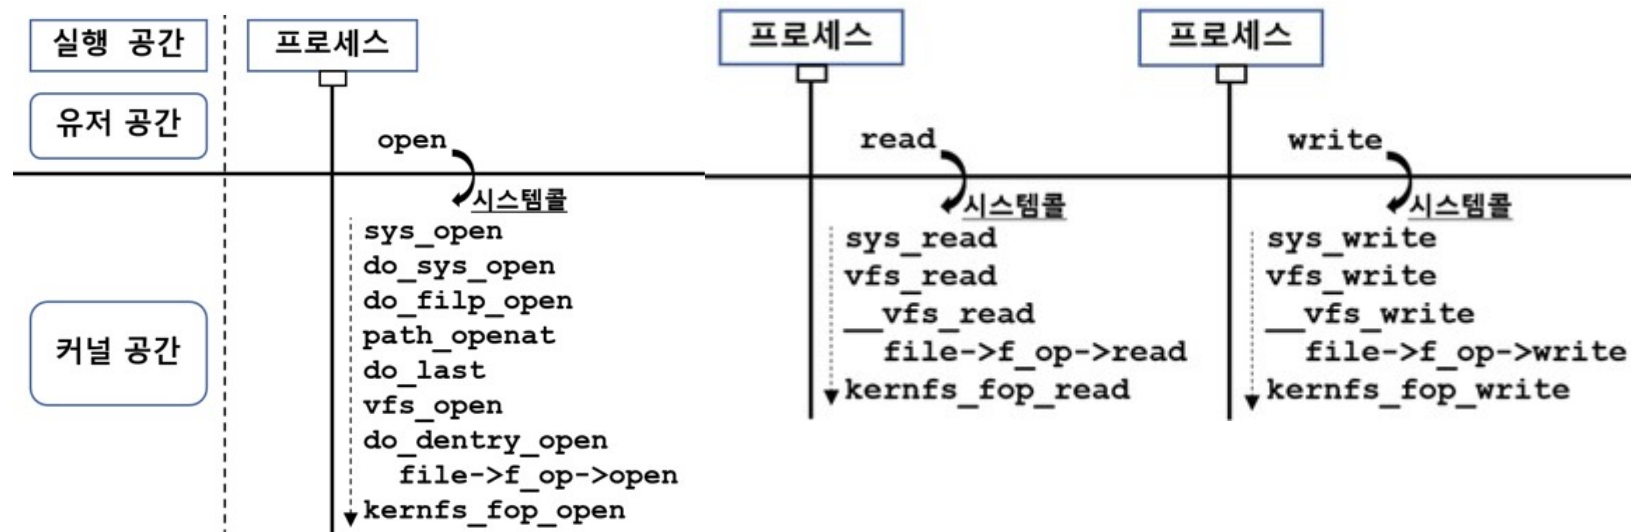 실행 공간
유저 공간
커널 공간
프로세스
open
시스템콜
sys_open
do_sys_open
do_filp_open
path_openat
do_last
vfs_open
do_dentry_open
file->f_op->open
kernfs_fop_open
프로세스
read
시스템콜
sys_read
vfs_read
__vfs_read
file->f_op->read
kernfs_fop_read
프로세스
write
시스템콜
sys_write
vfs_write
__vfs_write
file->f_op->write
kernfs_fop_write